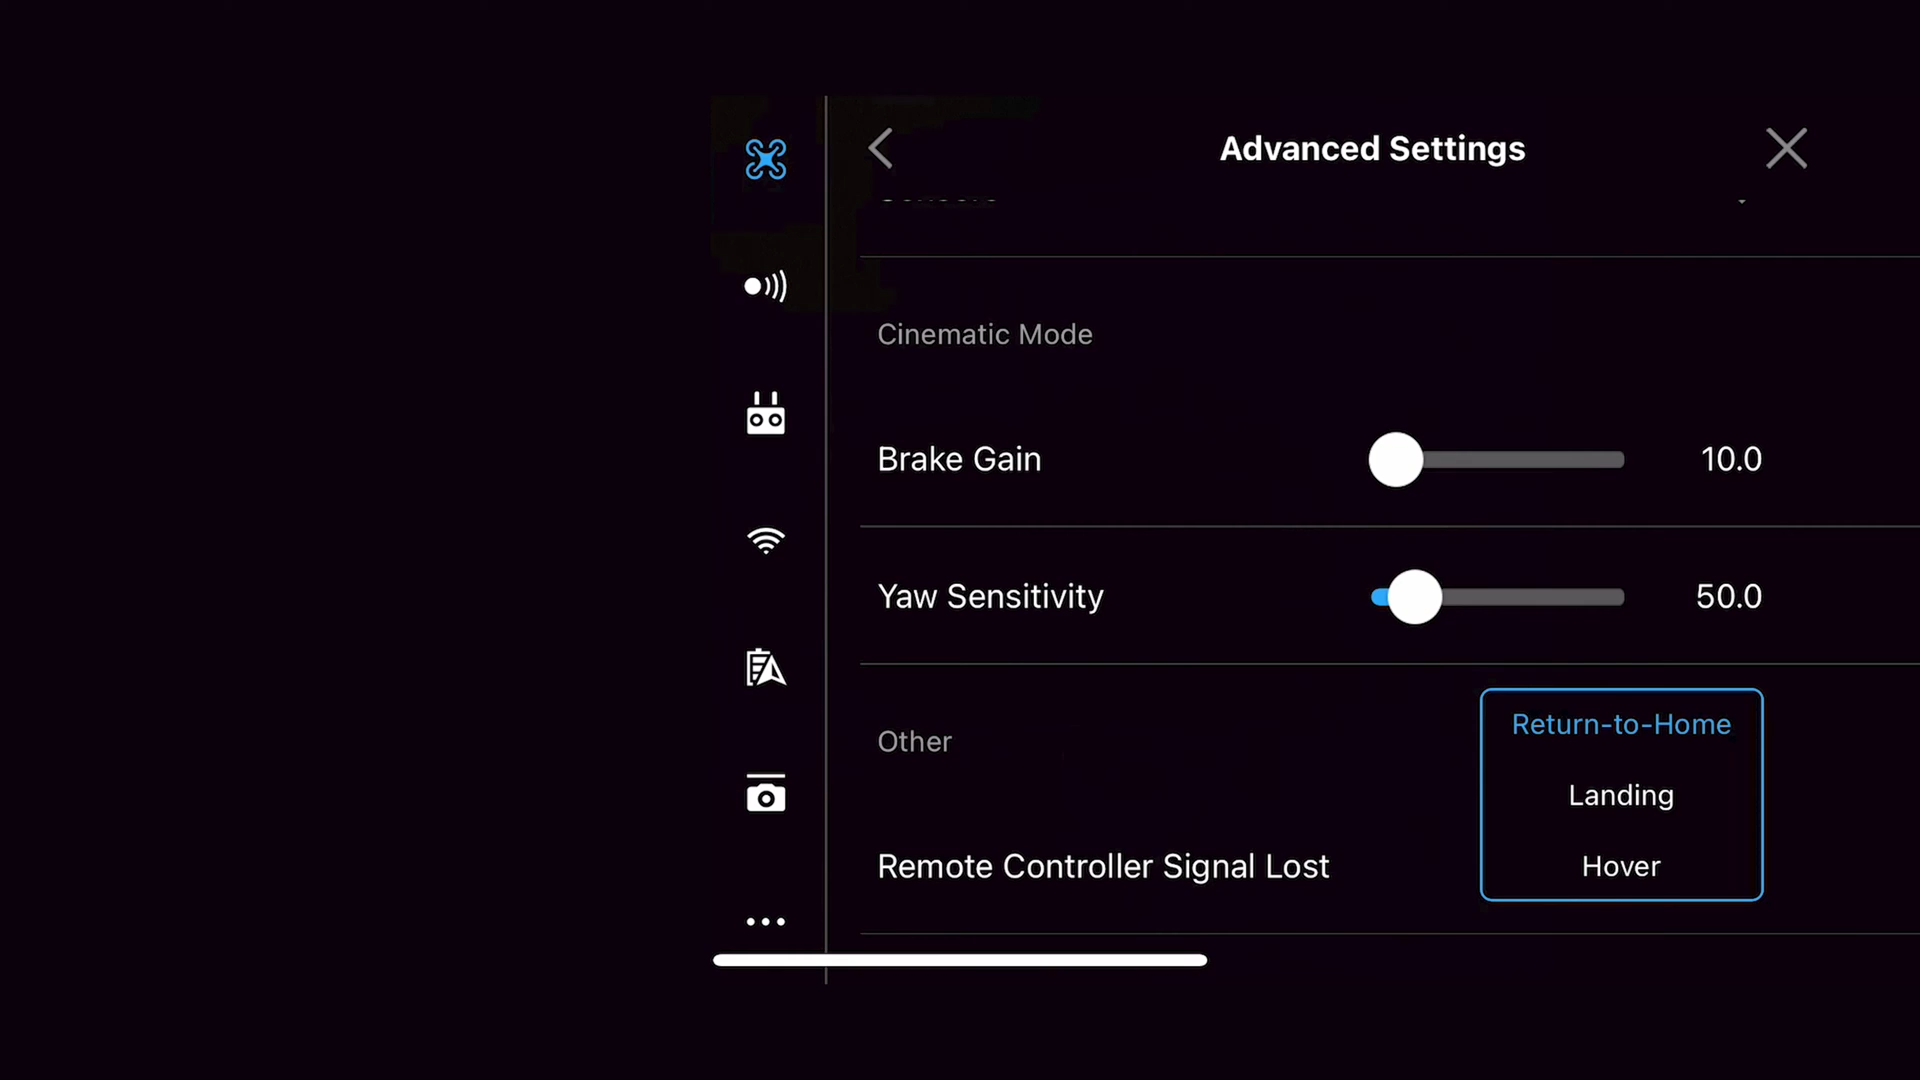 Advanced Settings
Cinematic Mode
Brake Gain 10.0
Yaw Sensitivity 50.0
Other
Remote Controller Signal Lost
Return-to-Home
Landing
Hover